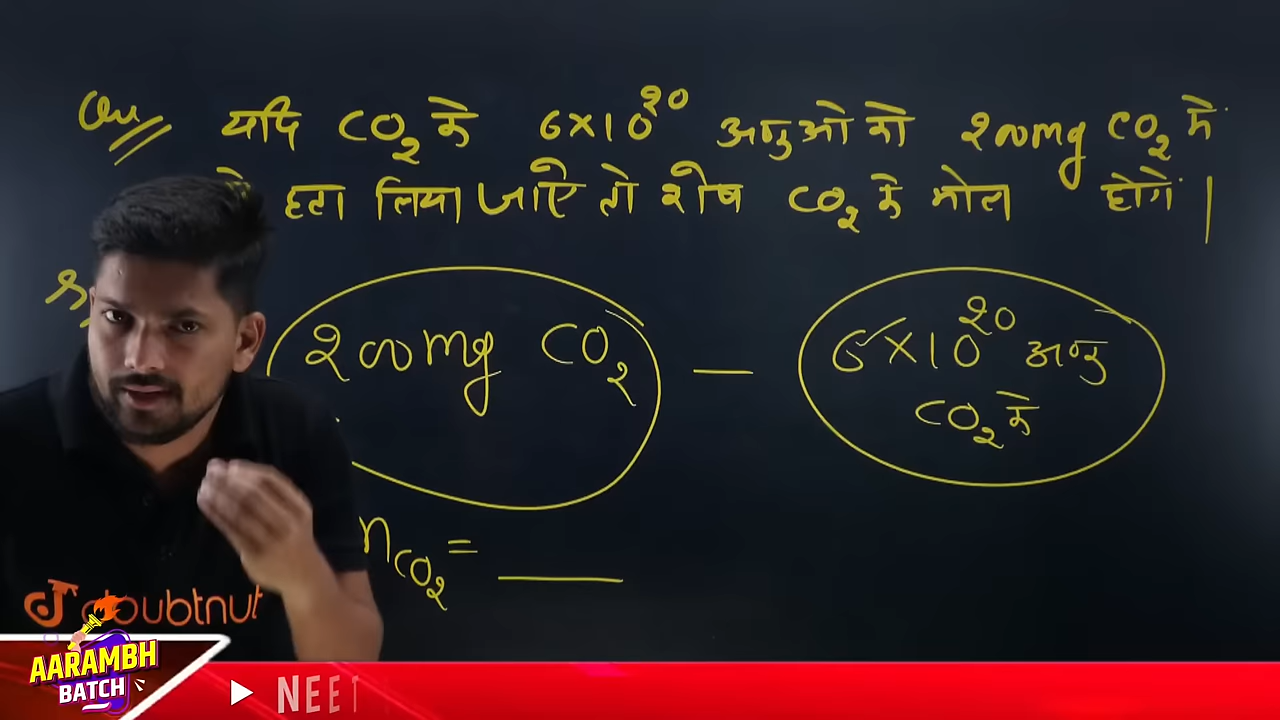 Qu यदि CO₂ के 6×10²⁰ अणुओ को 200mg CO₂ में
से हटा लिया जाऐ तो शेष CO₂ के मोल होगें।
200mg CO₂ — 6×10²⁰ अणु
CO₂ के
nCO₂ = ____
doubtnut
AARAMBH
BATCH
NEET